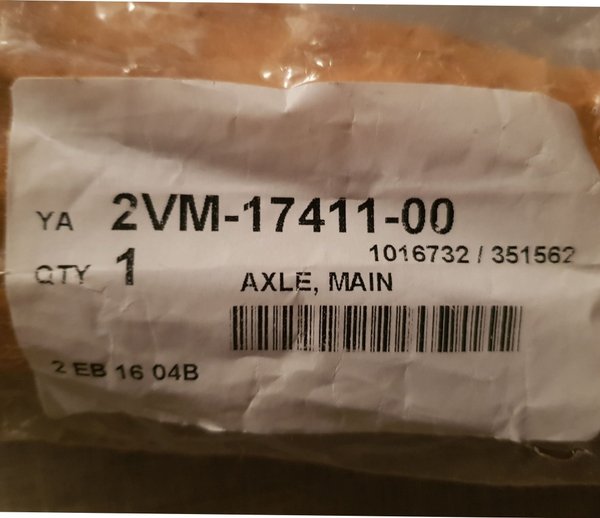 YA 2VM-17411-00
1016732 / 351562
QTY 1
AXLE, MAIN
2 EB 16 04B